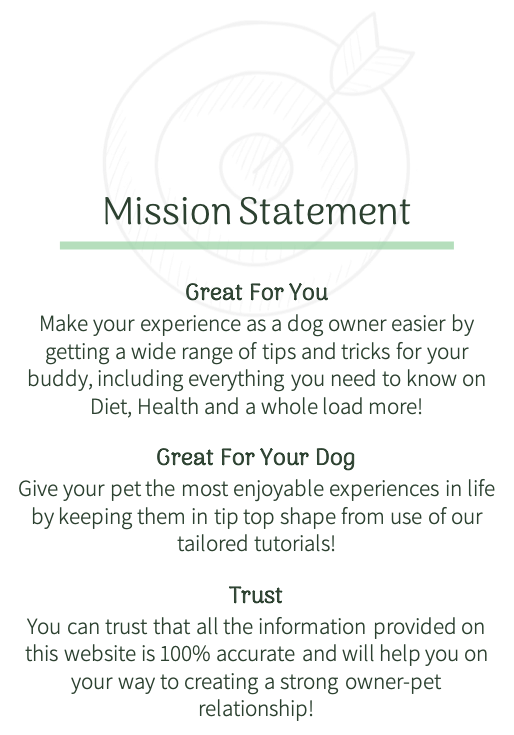 Mission Statement
Great For You
Make your experience as a dog owner easier by
getting a wide range of tips and tricks for your
buddy, including everything you need to know on
Diet, Health and a whole load more!
Great For Your Dog
Give your pet the most enjoyable experiences in life
by keeping them in tip top shape from use of our
tailored tutorials!
Trust
You can trust that all the information provided on
this website is 100% accurate and will help you on
your way to creating a strong owner-pet
relationship!